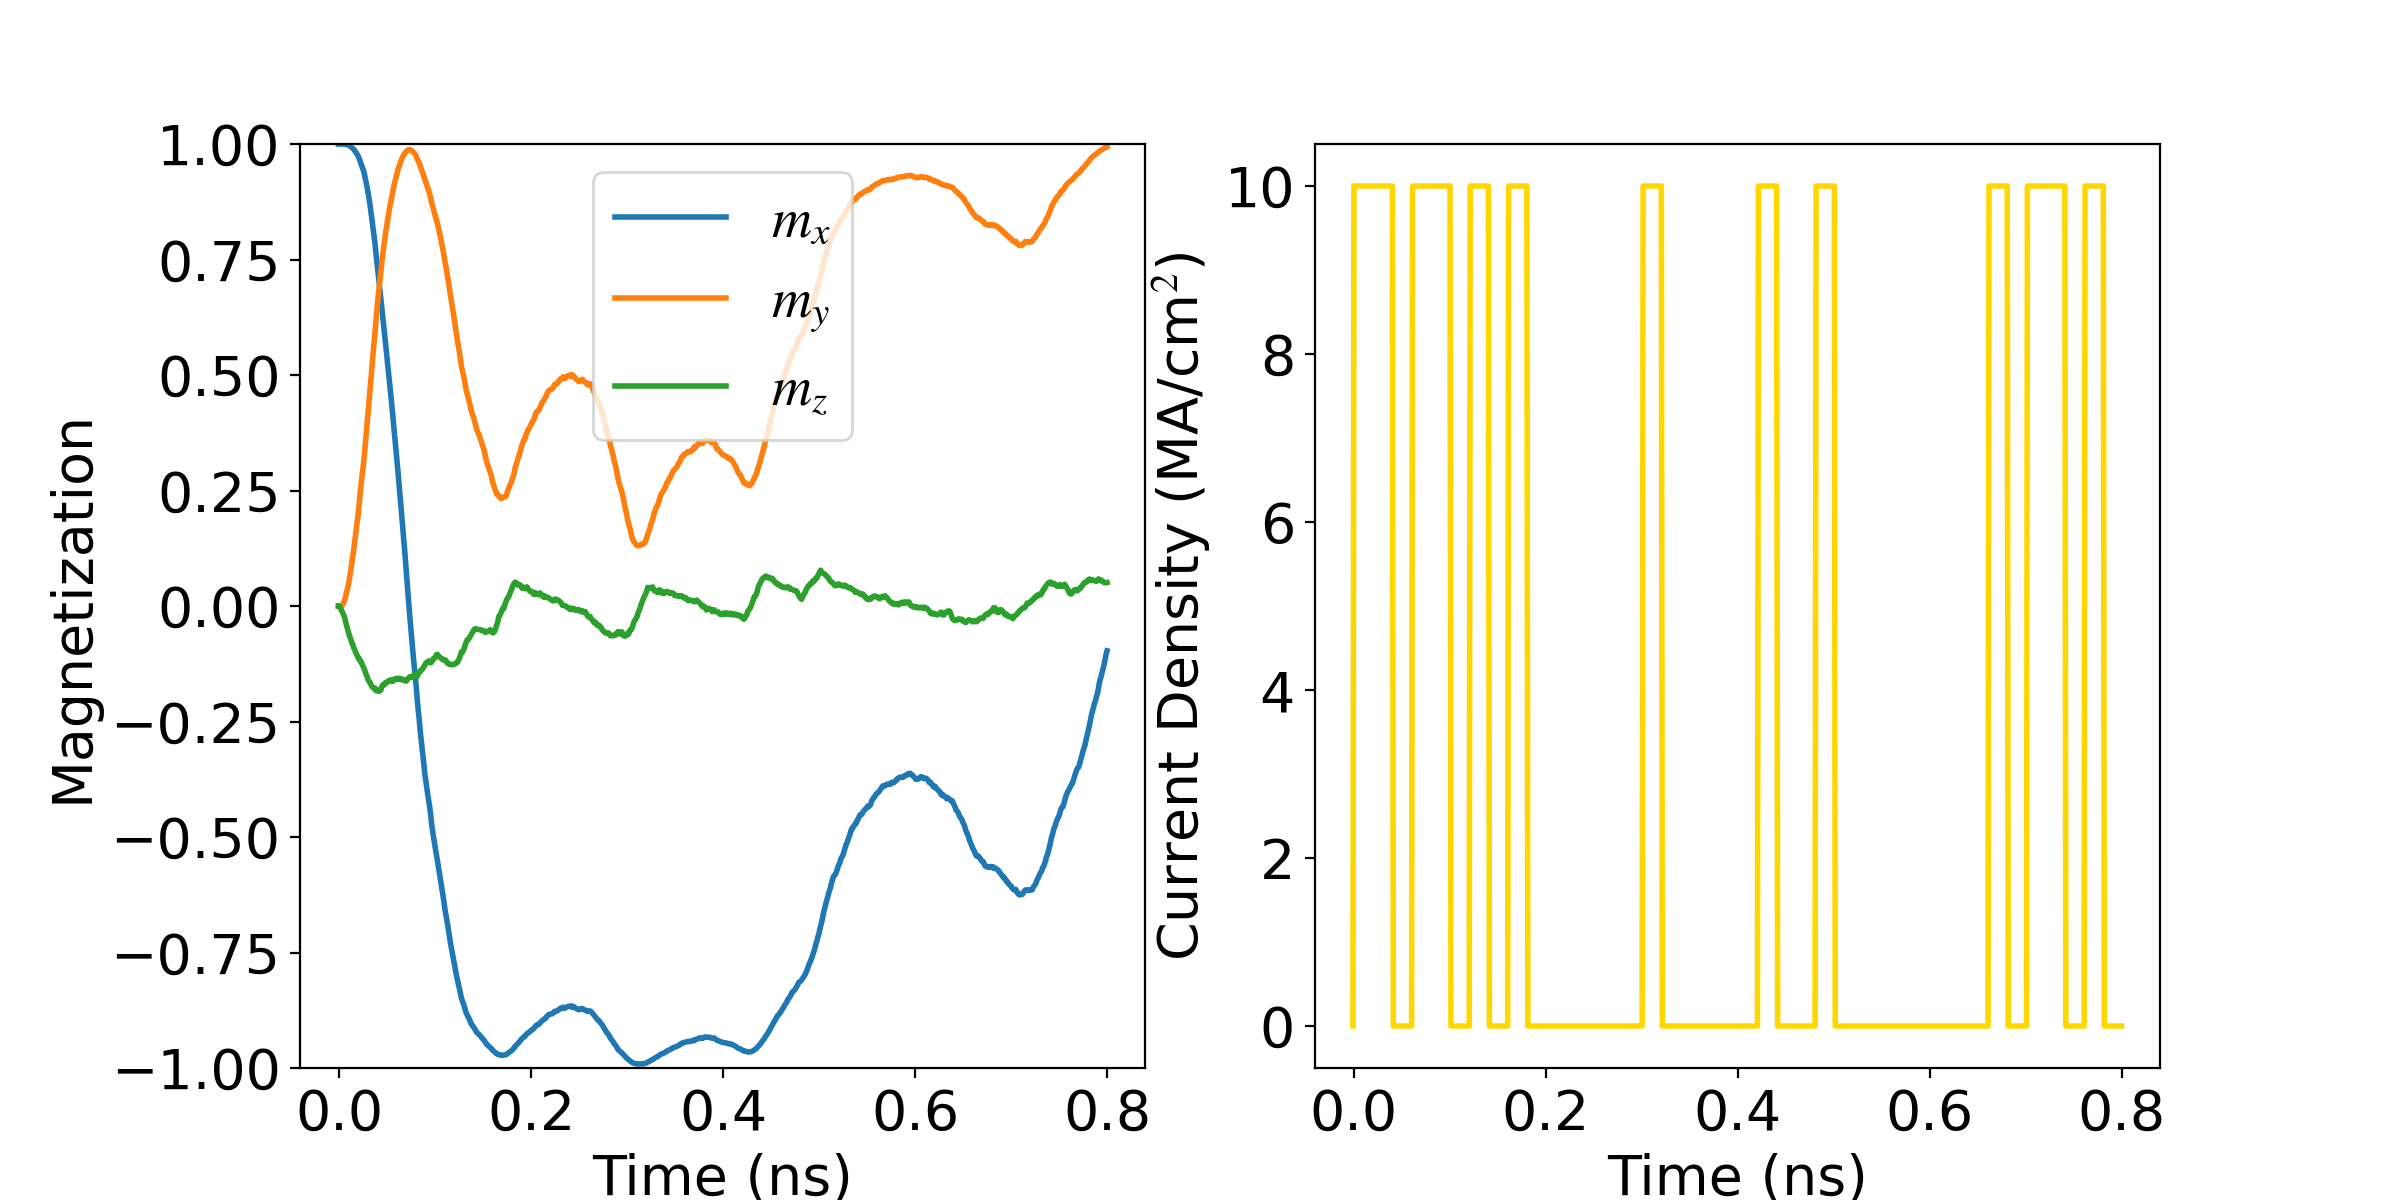 1.00
0.75
0.50
0.25
0.00
−0.25
−0.50
−0.75
−1.00
Magnetization
0.0 0.2 0.4 0.6 0.8
Time (ns)
m_x
m_y
m_z
10
8
6
4
2
0
Current Density (MA/cm²)
0.0 0.2 0.4 0.6 0.8
Time (ns)